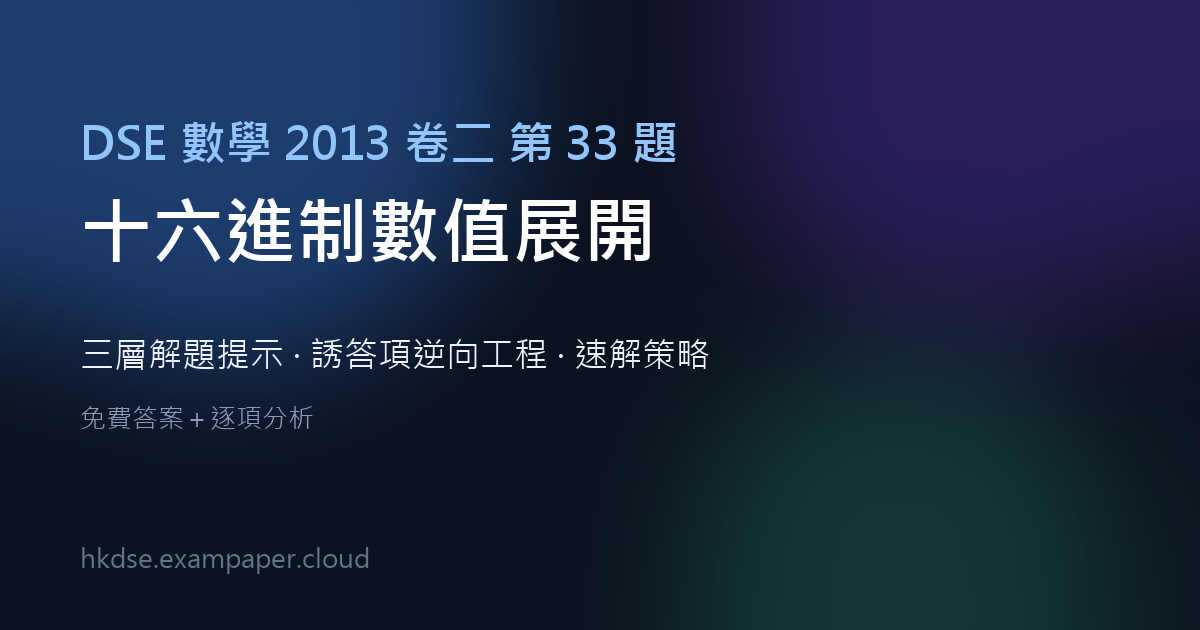 DSE 數學 2013 卷二 第 33 題
十六進制數值展開
三層解題提示 · 誘答項逆向工程 · 速解策略
免費答案 + 逐項分析
hkdse.exampaper.cloud